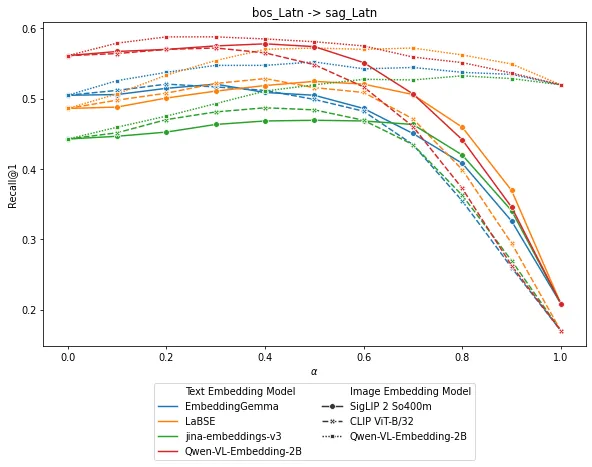 bos_Latn -> sag_Latn
0.6
0.5
0.4
0.3
0.2
Recall@1
0.0 0.2 0.4 0.6 0.8 1.0
α
Text Embedding Model Image Embedding Model
EmbeddingGemma SigLIP 2 So400m
LaBSE CLIP ViT-B/32
jina-embeddings-v3 Qwen-VL-Embedding-2B
Qwen-VL-Embedding-2B